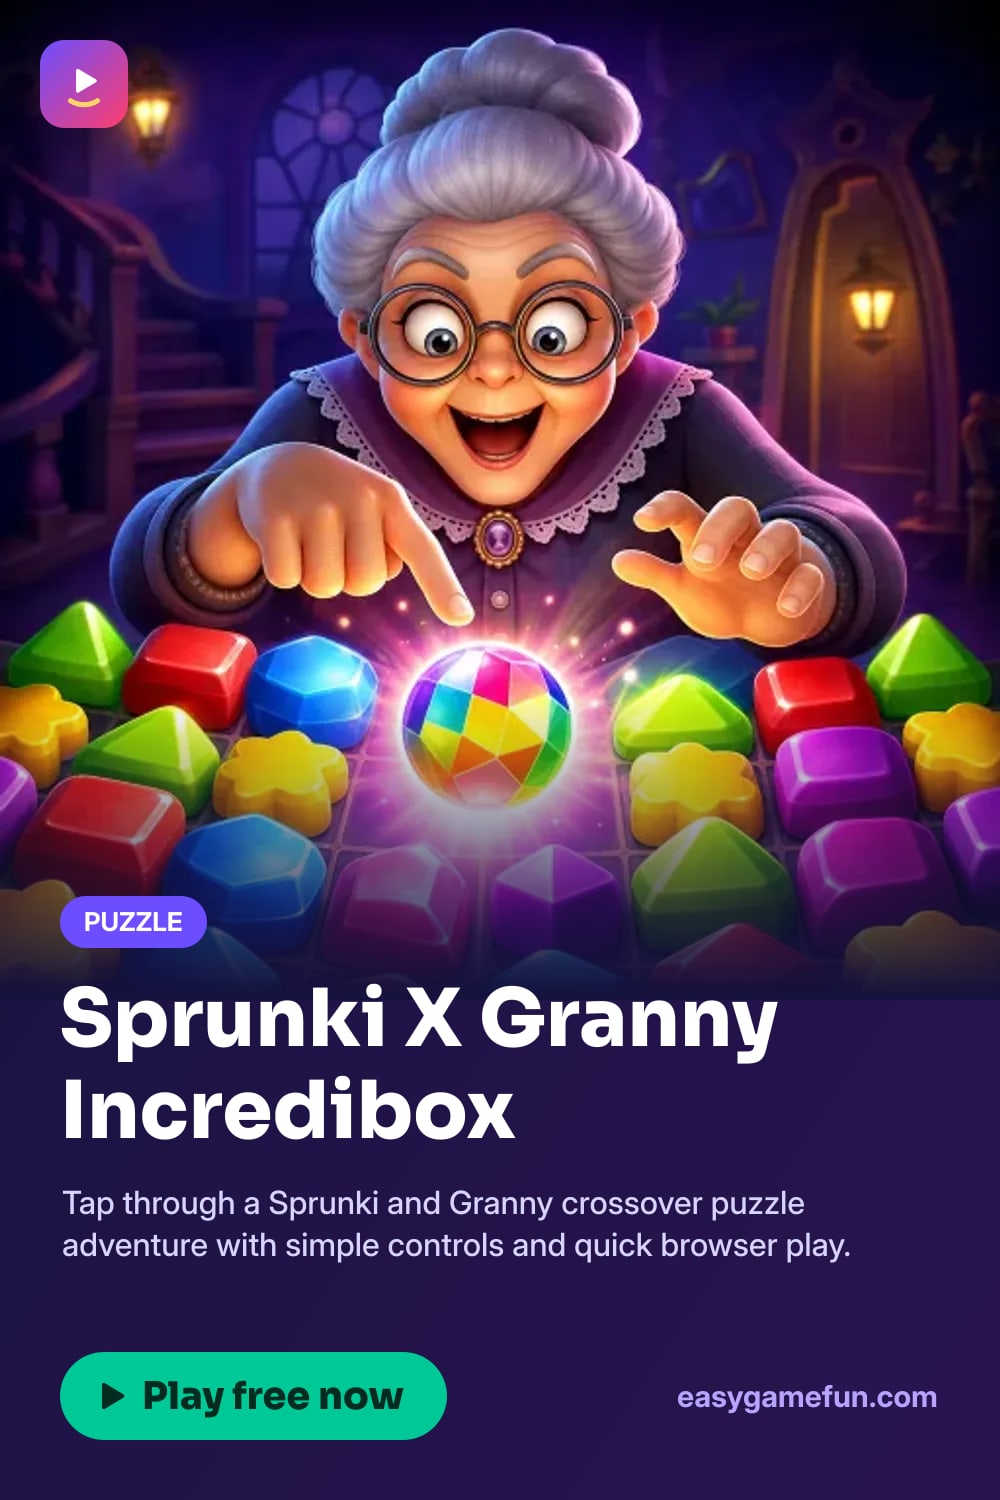 PUZZLE
Sprunki X Granny
Incredibox
Tap through a Sprunki and Granny crossover puzzle
adventure with simple controls and quick browser play.
Play free now
easygamefun.com